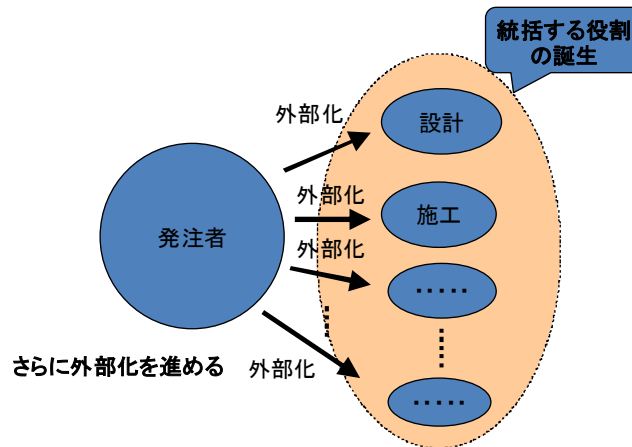 統括する役割
の誕生
外部化
設計
外部化
施工
発注者
外部化
‥‥‥
さらに外部化を進める
外部化
‥‥‥